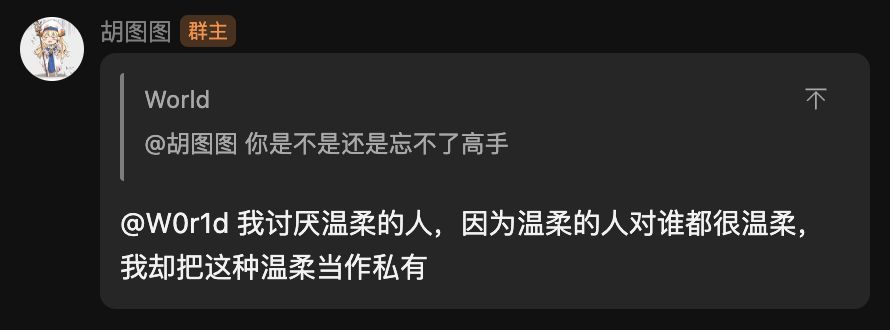 胡图图 群主
World
@胡图图 你是不是还是忘不了高手
@W0r1d 我讨厌温柔的人，因为温柔的人对谁都很温柔，
我却把这种温柔当作私有